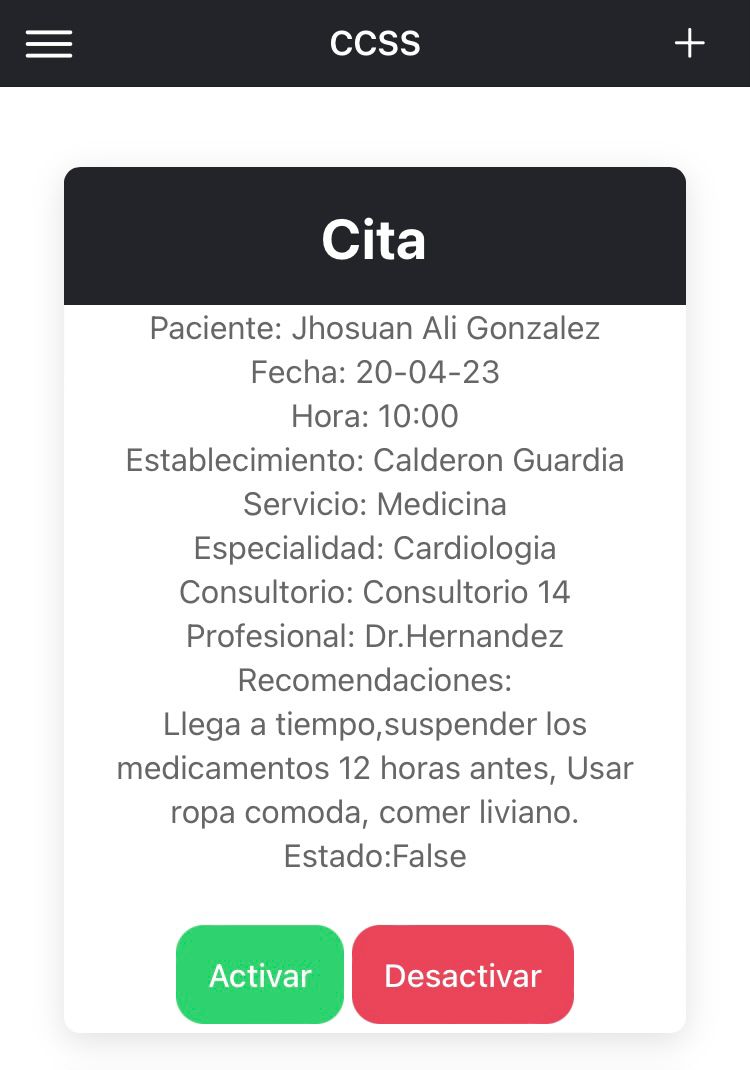 CCSS
Cita
Paciente: Jhosuan Ali Gonzalez
Fecha: 20-04-23
Hora: 10:00
Establecimiento: Calderon Guardia
Servicio: Medicina
Especialidad: Cardiologia
Consultorio: Consultorio 14
Profesional: Dr.Hernandez
Recomendaciones:
Llega a tiempo,suspender los
medicamentos 12 horas antes, Usar
ropa comoda, comer liviano.
Estado:False
Activar
Desactivar